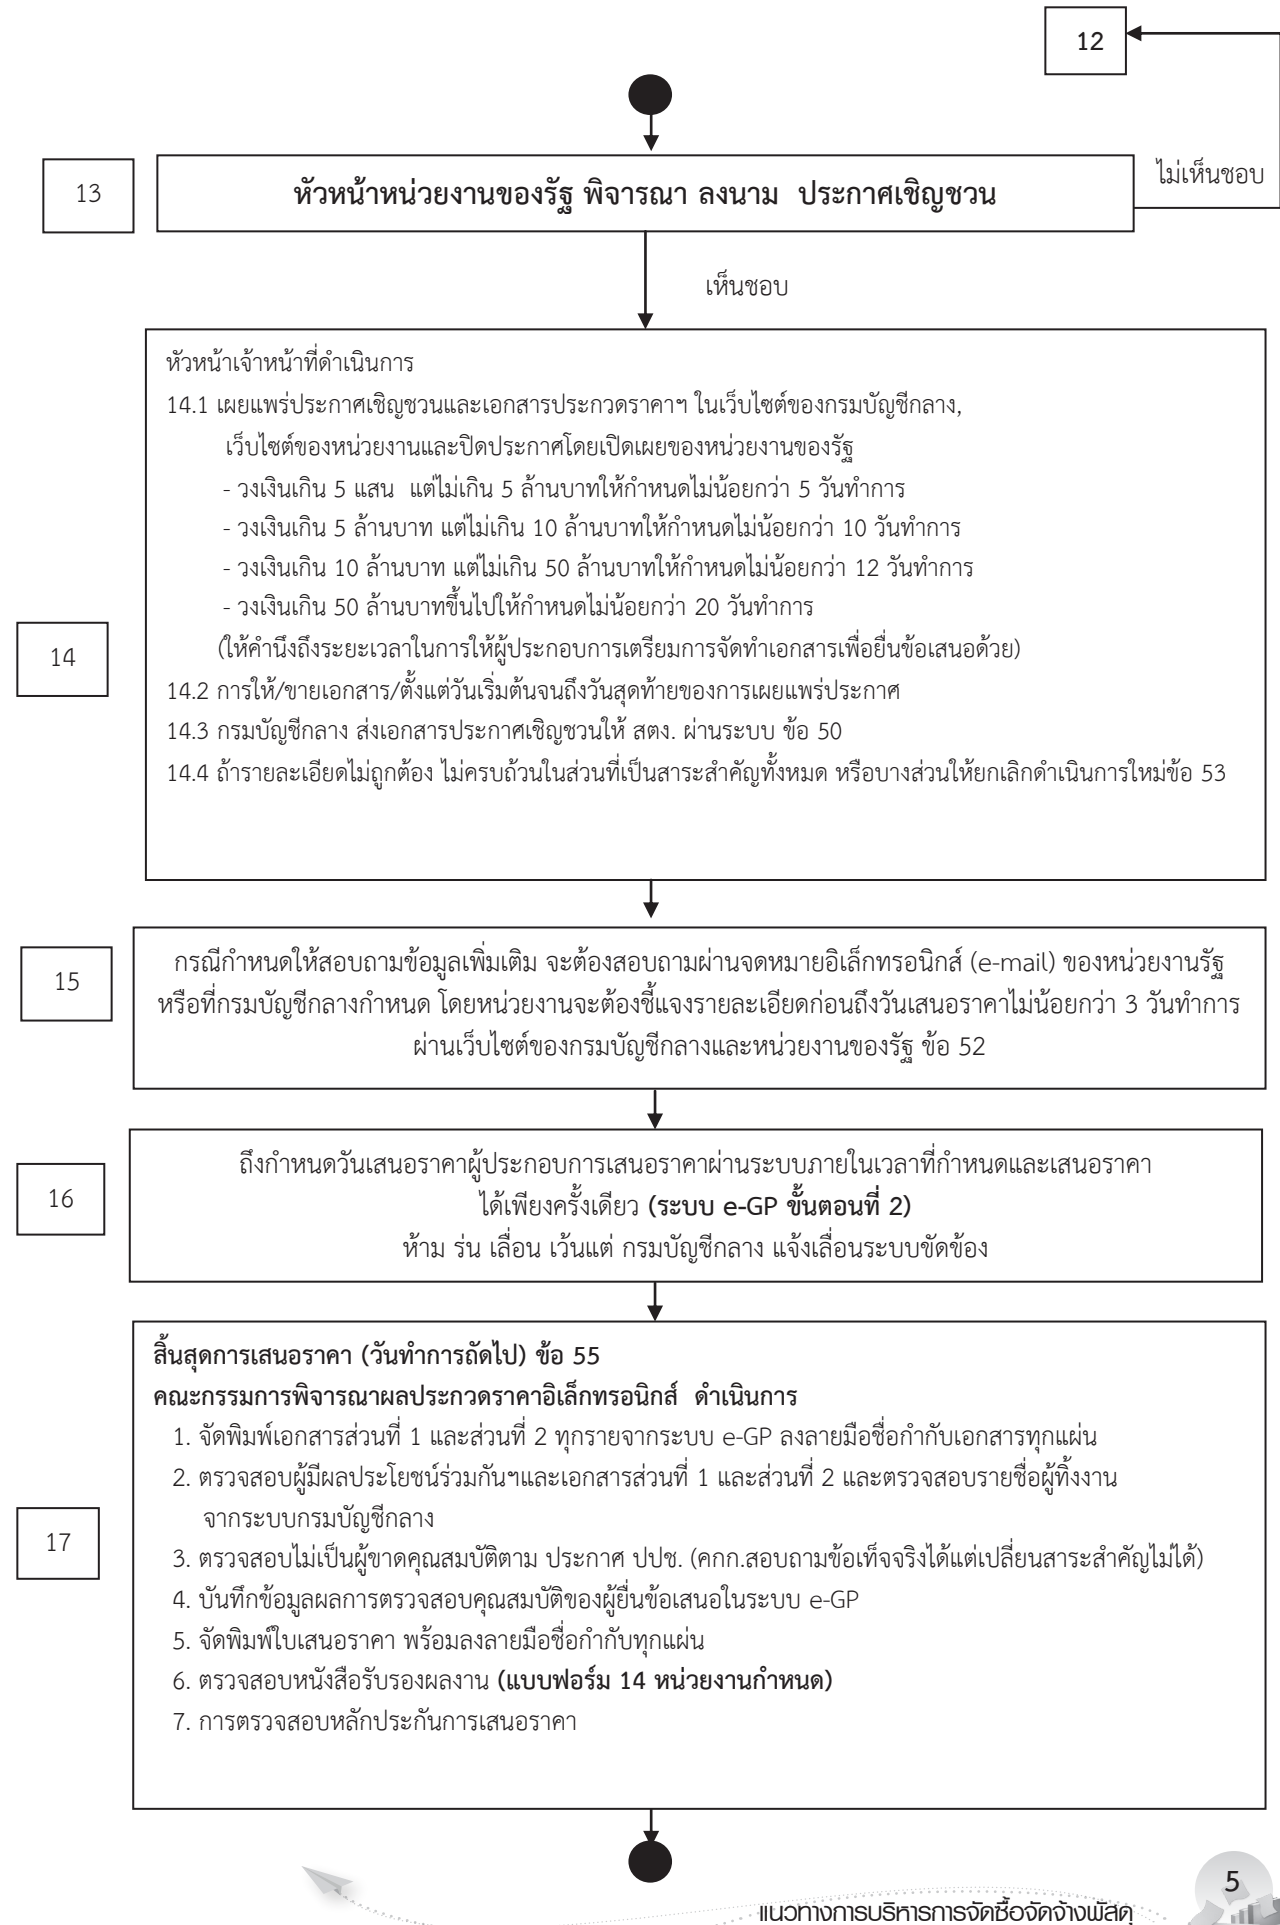 12
ไม่เห็นชอบ
13
หัวหน้าหน่วยงานของรัฐ พิจารณา ลงนาม ประกาศเชิญชวน
เห็นชอบ
หัวหน้าเจ้าหน้าที่ดำเนินการ
14.1 เผยแพร่ประกาศเชิญชวนและเอกสารประกวดราคาฯ ในเว็บไซต์ของกรมบัญชีกลาง,
เว็บไซต์ของหน่วยงานและปิดประกาศโดยเปิดเผยของหน่วยงานของรัฐ
- วงเงินเกิน 5 แสน แต่ไม่เกิน 5 ล้านบาทให้กำหนดไม่น้อยกว่า 5 วันทำการ
- วงเงินเกิน 5 ล้านบาท แต่ไม่เกิน 10 ล้านบาทให้กำหนดไม่น้อยกว่า 10 วันทำการ
- วงเงินเกิน 10 ล้านบาท แต่ไม่เกิน 50 ล้านบาทให้กำหนดไม่น้อยกว่า 12 วันทำการ
- วงเงินเกิน 50 ล้านบาทขึ้นไปให้กำหนดไม่น้อยกว่า 20 วันทำการ
14
(ให้คำนึงถึงระยะเวลาในการให้ผู้ประกอบการเตรียมการจัดทำเอกสารเพื่อยื่นข้อเสนอด้วย)
14.2 การให้/ขายเอกสาร/ตั้งแต่วันเริ่มต้นจนถึงวันสุดท้ายของการเผยแพร่ประกาศ
14.3 กรมบัญชีกลาง ส่งเอกสารประกาศเชิญชวนให้ สตง. ผ่านระบบ ข้อ 50
14.4 ถ้ารายละเอียดไม่ถูกต้อง ไม่ครบถ้วนในส่วนที่เป็นสาระสำคัญทั้งหมด หรือบางส่วนให้ยกเลิกดำเนินการใหม่ข้อ 53
15
กรณีกำหนดให้สอบถามข้อมูลเพิ่มเติม จะต้องสอบถามผ่านจดหมายอิเล็กทรอนิกส์ (e-mail) ของหน่วยงานรัฐ
หรือที่กรมบัญชีกลางกำหนด โดยหน่วยงานจะต้องชี้แจงรายละเอียดก่อนถึงวันเสนอราคาไม่น้อยกว่า 3 วันทำการ
ผ่านเว็บไซต์ของกรมบัญชีกลางและหน่วยงานของรัฐ ข้อ 52
16
ถึงกำหนดวันเสนอราคาผู้ประกอบการเสนอราคาผ่านระบบภายในเวลาที่กำหนดและเสนอราคา
ได้เพียงครั้งเดียว (ระบบ e-GP ขั้นตอนที่ 2)
ห้าม ร่น เลื่อน เว้นแต่ กรมบัญชีกลาง แจ้งเลื่อนระบบขัดข้อง
สิ้นสุดการเสนอราคา (วันทำการถัดไป) ข้อ 55
คณะกรรมการพิจารณาผลประกวดราคาอิเล็กทรอนิกส์ ดำเนินการ
1. จัดพิมพ์เอกสารส่วนที่ 1 และส่วนที่ 2 ทุกรายจากระบบ e-GP ลงลายมือชื่อกำกับเอกสารทุกแผ่น
2. ตรวจสอบผู้มีผลประโยชน์ร่วมกันฯและเอกสารส่วนที่ 1 และส่วนที่ 2 และตรวจสอบรายชื่อผู้ทิ้งงาน
จากระบบกรมบัญชีกลาง
17
3. ตรวจสอบไม่เป็นผู้ขาดคุณสมบัติตาม ประกาศ ปปช. (คกก.สอบถามข้อเท็จจริงได้แต่เปลี่ยนสาระสำคัญไม่ได้)
4. บันทึกข้อมูลผลการตรวจสอบคุณสมบัติของผู้ยื่นข้อเสนอในระบบ e-GP
5. จัดพิมพ์ใบเสนอราคา พร้อมลงลายมือชื่อกำกับทุกแผ่น
6. ตรวจสอบหนังสือรับรองผลงาน (แบบฟอร์ม 14 หน่วยงานกำหนด)
7. การตรวจสอบหลักประกันการเสนอราคา
5
แนวทางการบริหารการจัดซื้อจัดจ้างพัสดุ